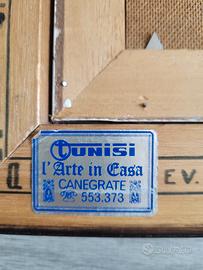 tunisi
l'Arte in Casa
CANEGRATE
553.373
E.V.